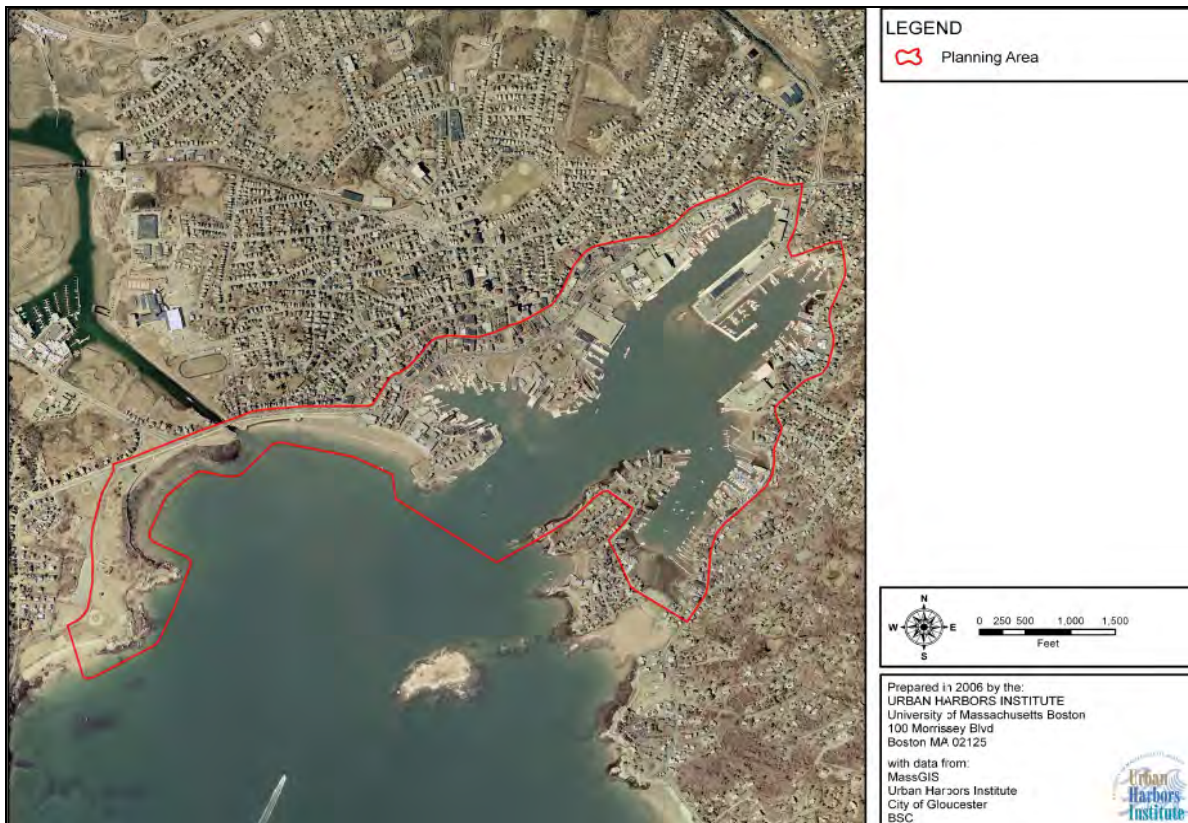 LEGEND
Planning Area
N
W
E
S
0 250 500 1,000 1,500
Feet
Prepared in 2006 by the:
URBAN HARBORS INSTITUTE
University of Massachusetts Boston
100 Morrissey Blvd
Boston MA 02125
with data from:
MassGIS
Urban Harbors Institute
City of Gloucester
BSC
Urban
Harbors
Institute